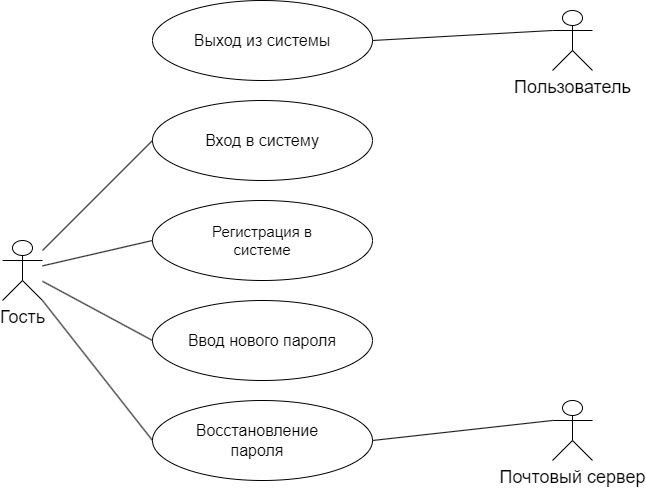 Выход из системы
Пользователь
Вход в систему
Регистрация в
системе
Гость
Ввод нового пароля
Восстановление
пароля
Почтовый сервер